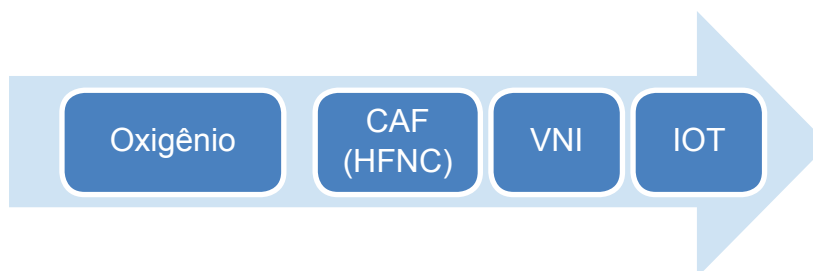 Oxigênio
CAF
(HFNC)
VNI
IOT